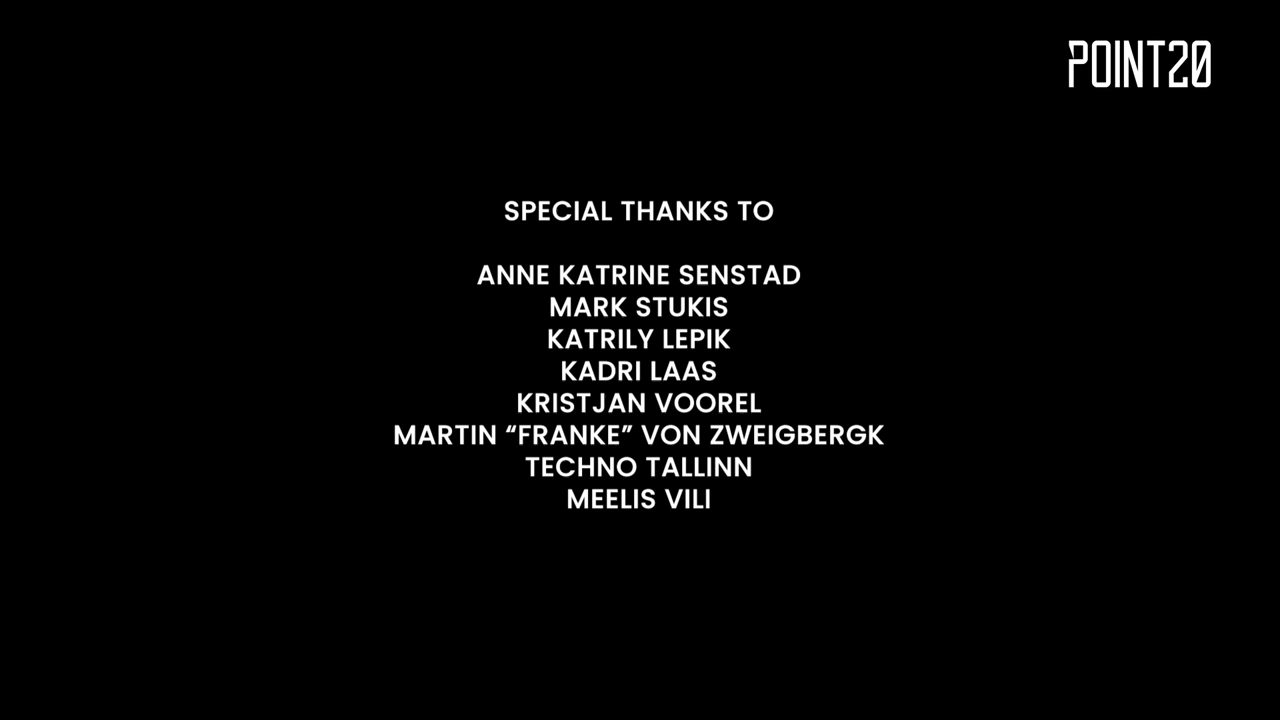 POINT20
SPECIAL THANKS TO
ANNE KATRINE SENSTAD
MARK STUKIS
KATRILY LEPIK
KADRI LAAS
KRISTJAN VOOREL
MARTIN “FRANKE” VON ZWEIGBERGK
TECHNO TALLINN
MEELIS VILI